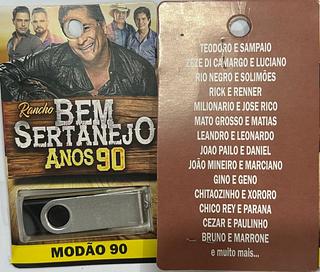 Rancho
BEM
SERTANEJO
ANOS 90
MODÃO 90
TEODORO E SAMPAIO
ZEZE DI CAMARGO E LUCIANO
RIO NEGRO E SOLIMÕES
RICK E RENNER
MILIONARIO E JOSE RICO
MATO GROSSO E MATIAS
LEANDRO E LEONARDO
JOAO PAILO E DANIEL
JOÃO MINEIRO E MARCIANO
GINO E GENO
CHITAOZINHO E XORORO
CHICO REY E PARANA
CEZAR E PAULINHO
BRUNO E MARRONE
e muito mais...